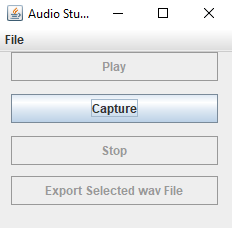 Audio Stu...
File
Play
Capture
Stop
Export Selected wav File